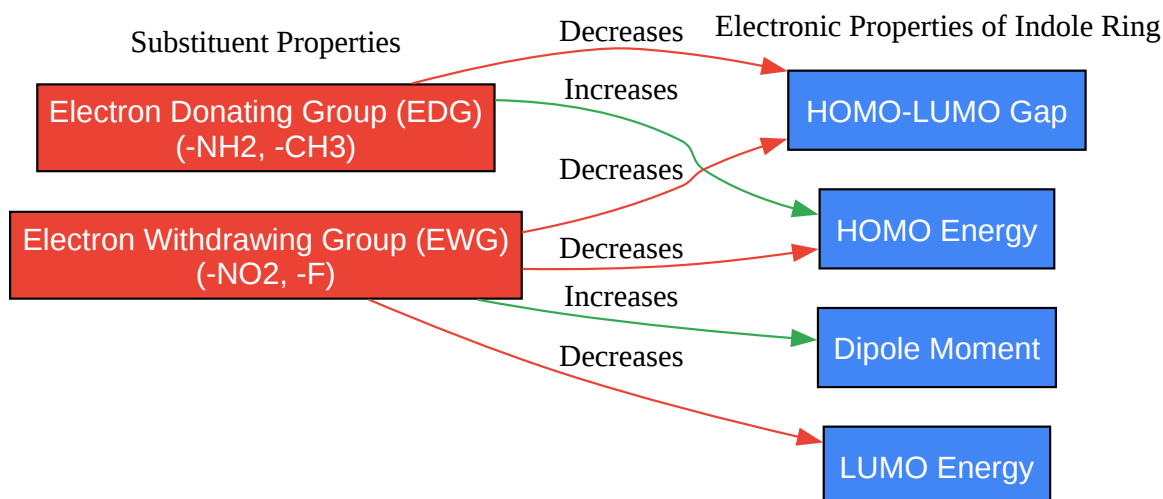 Substituent Properties
Electronic Properties of Indole Ring
Electron Donating Group (EDG)
(-NH2, -CH3)
Electron Withdrawing Group (EWG)
(-NO2, -F)
Decreases
Increases
Decreases
Decreases
Increases
Decreases
HOMO-LUMO Gap
HOMO Energy
Dipole Moment
LUMO Energy